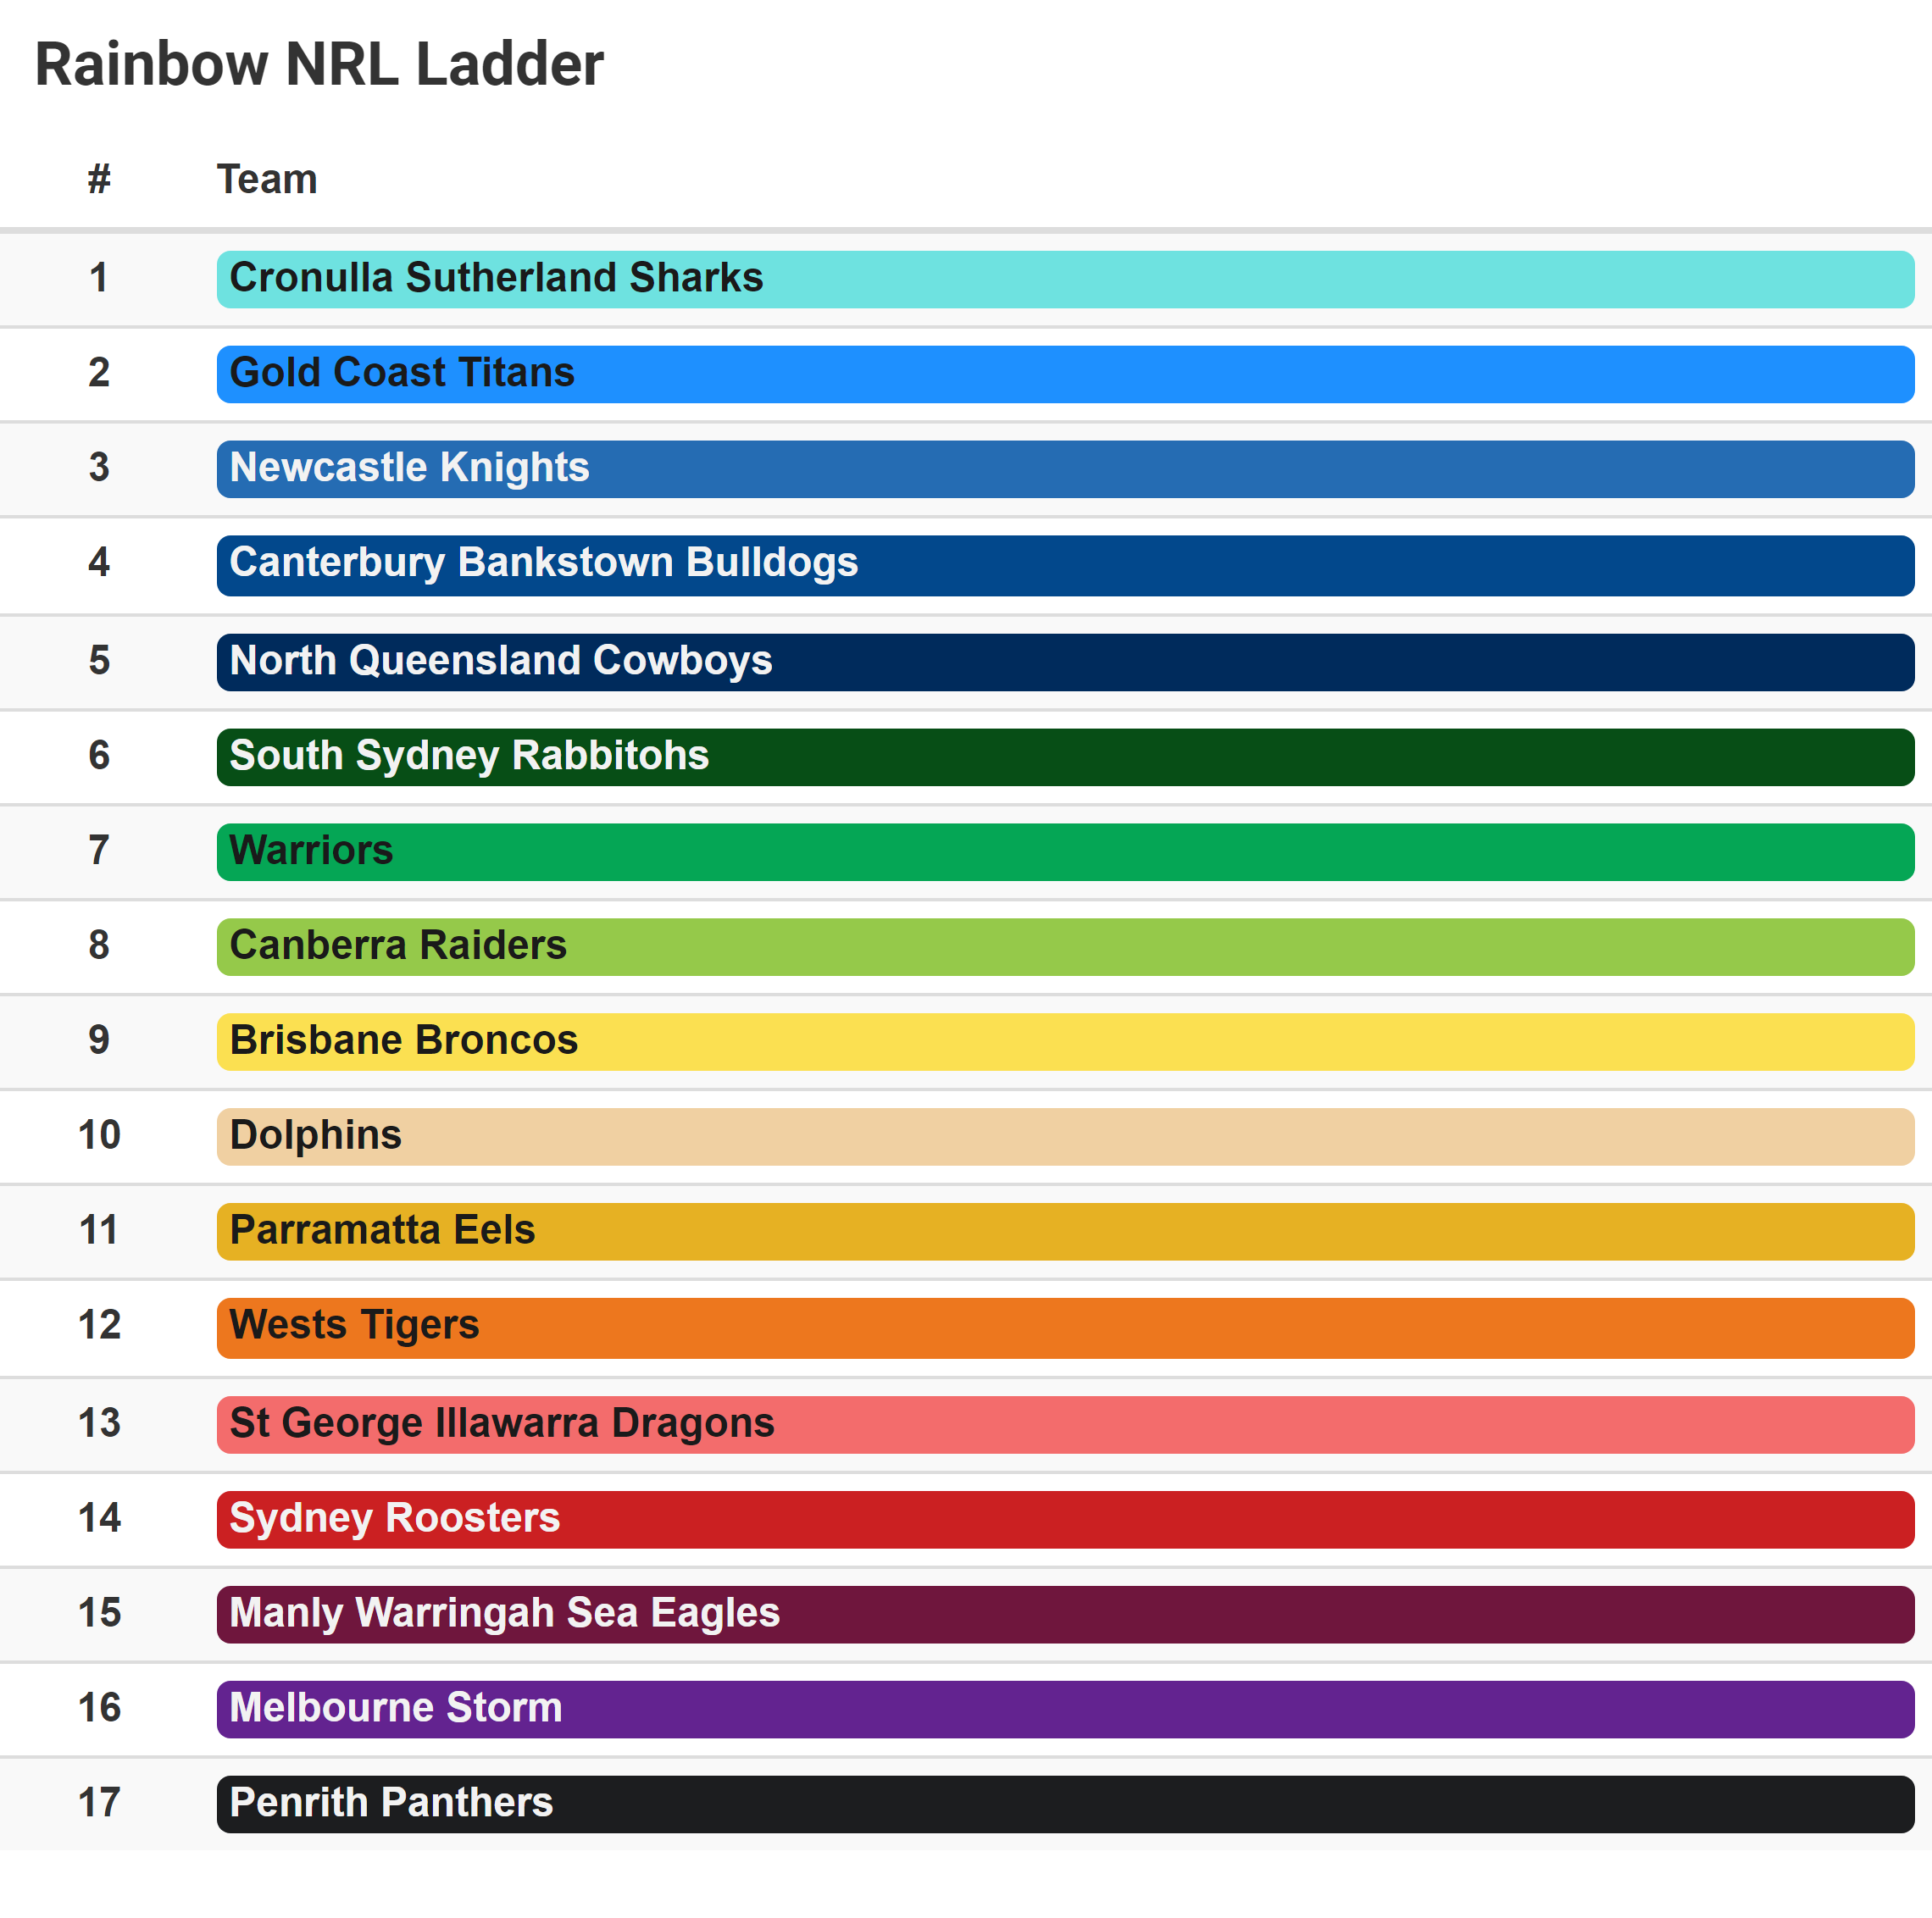 Rainbow NRL Ladder
# Team
1 Cronulla Sutherland Sharks
2 Gold Coast Titans
3 Newcastle Knights
4 Canterbury Bankstown Bulldogs
5 North Queensland Cowboys
6 South Sydney Rabbitohs
7 Warriors
8 Canberra Raiders
9 Brisbane Broncos
10 Dolphins
11 Parramatta Eels
12 Wests Tigers
13 St George Illawarra Dragons
14 Sydney Roosters
15 Manly Warringah Sea Eagles
16 Melbourne Storm
17 Penrith Panthers